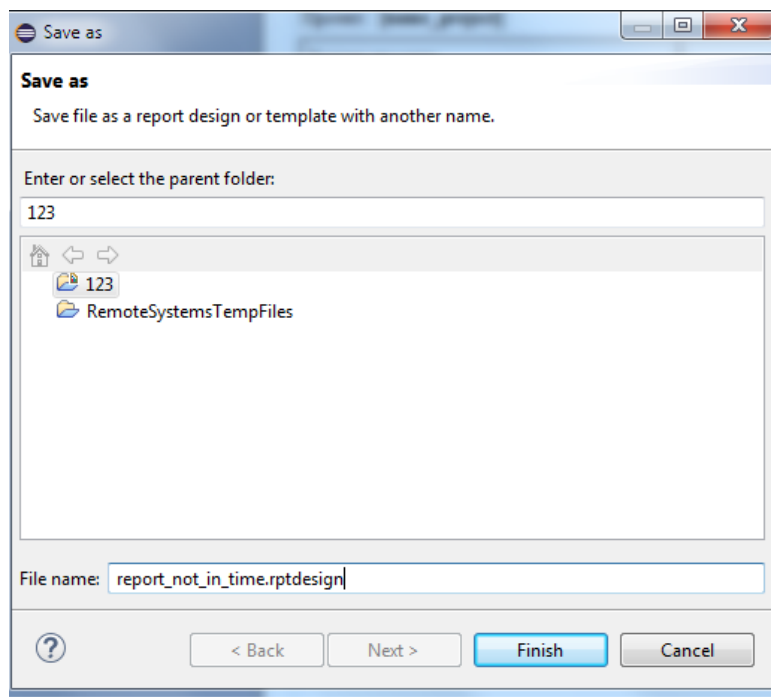 Save as
Save as
Save file as a report design or template with another name.
Enter or select the parent folder:
123
123
RemoteSystemsTempFiles
File name: report_not_in_time.rptdesign
? < Back Next > Finish Cancel